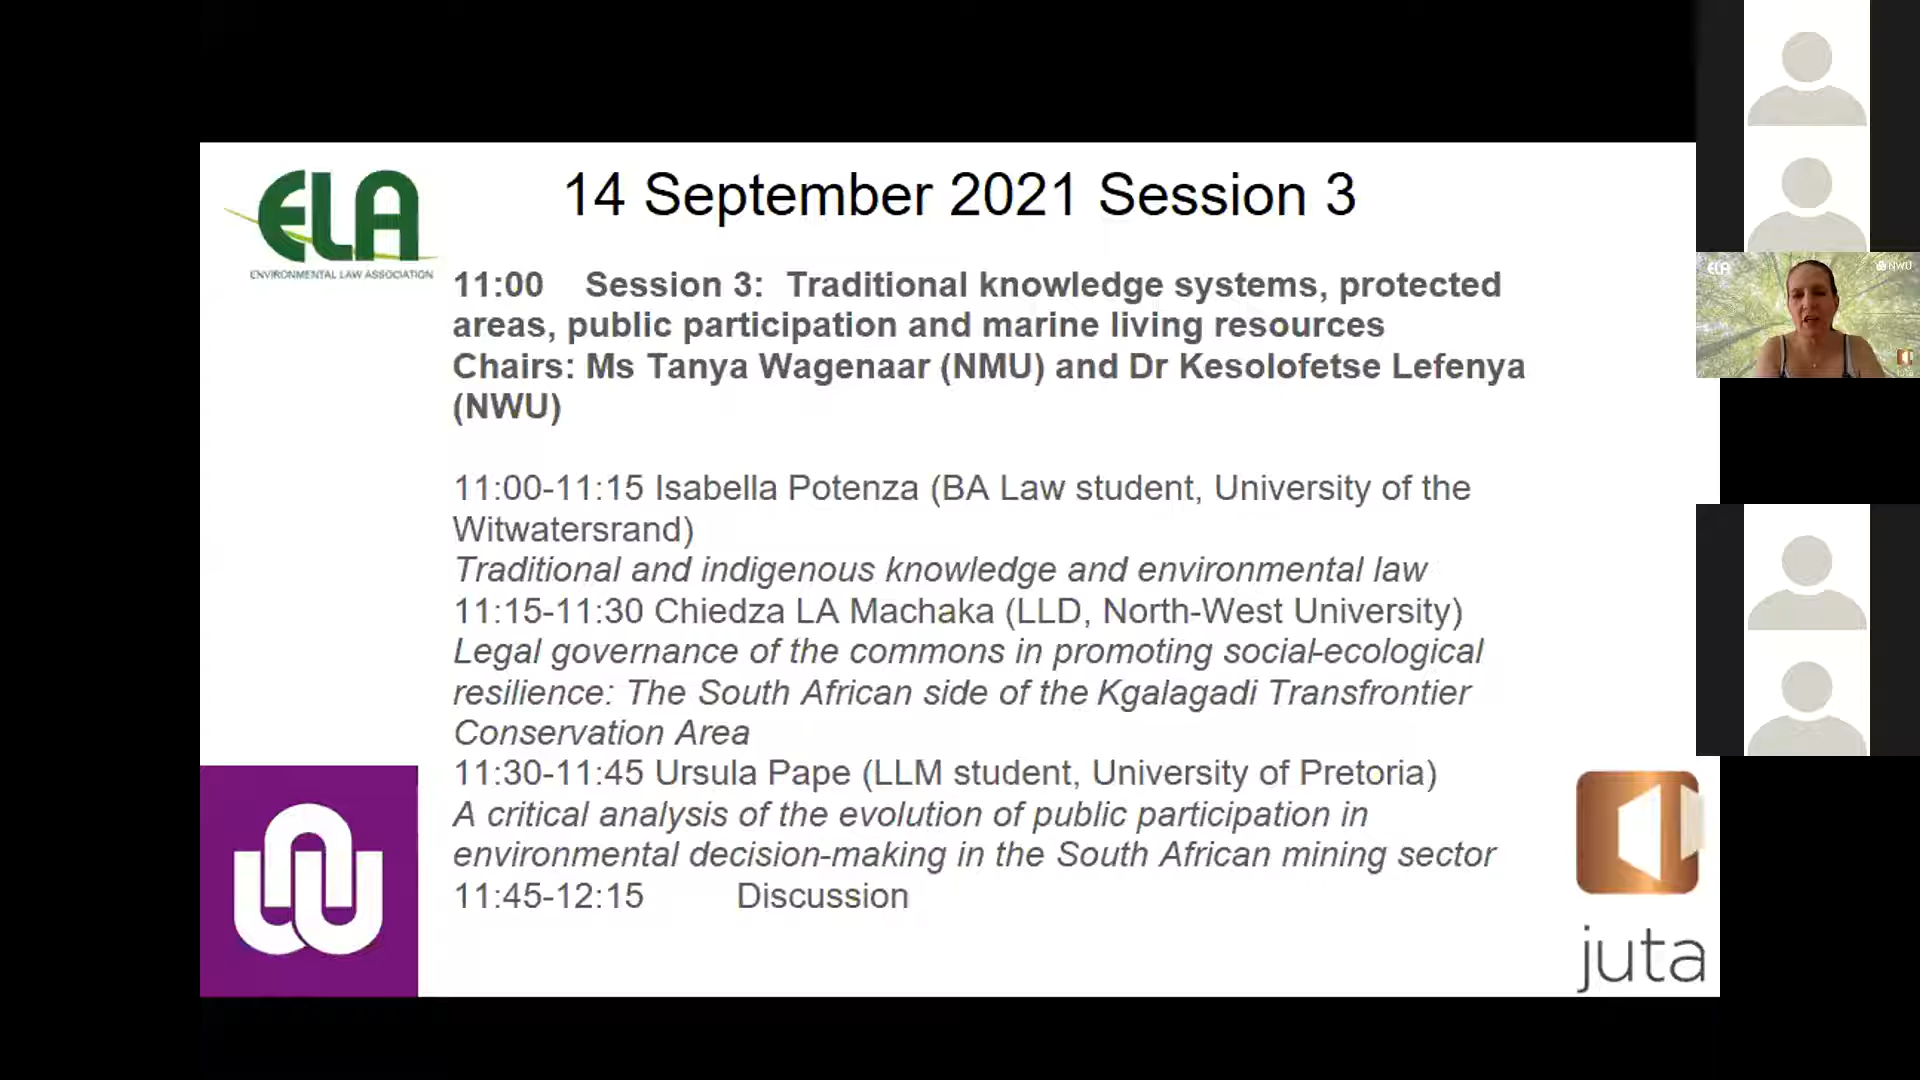 ELA
ENVIRONMENTAL LAW ASSOCIATION
14 September 2021 Session 3
11:00 Session 3: Traditional knowledge systems, protected
areas, public participation and marine living resources
Chairs: Ms Tanya Wagenaar (NMU) and Dr Kesolofetse Lefenya
(NWU)
11:00-11:15 Isabella Potenza (BA Law student, University of the
Witwatersrand)
Traditional and indigenous knowledge and environmental law
11:15-11:30 Chiedza LA Machaka (LLD, North-West University)
Legal governance of the commons in promoting social-ecological
resilience: The South African side of the Kgalagadi Transfrontier
Conservation Area
11:30-11:45 Ursula Pape (LLM student, University of Pretoria)
A critical analysis of the evolution of public participation in
environmental decision-making in the South African mining sector
11:45-12:15 Discussion
juta
ELA
NWU
juta